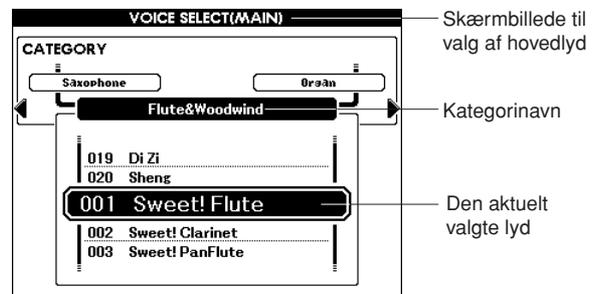 VOICE SELECT(MAIN)
Skærmbillede til
valg af hovedlyd
CATEGORY
Saxophone
Organ
Flute&Woodwind
Kategorinavn
019 Di Zi
020 Sheng
001 Sweet! Flute
Den aktuelt
valgte lyd
002 Sweet! Clarinet
003 Sweet! PanFlute